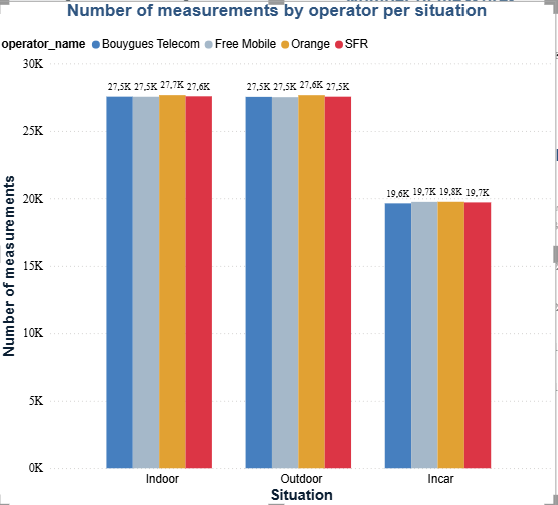 Number of measurements by operator per situation
operator_name Bouygues Telecom Free Mobile Orange SFR
30K
27,5K 27,5K 27,7K 27,6K 27,5K 27,5K 27,6K 27,5K
25K
19,6K 19,7K 19,8K 19,7K
20K
15K
10K
5K
0K
Number of measurements
Indoor Outdoor Incar
Situation